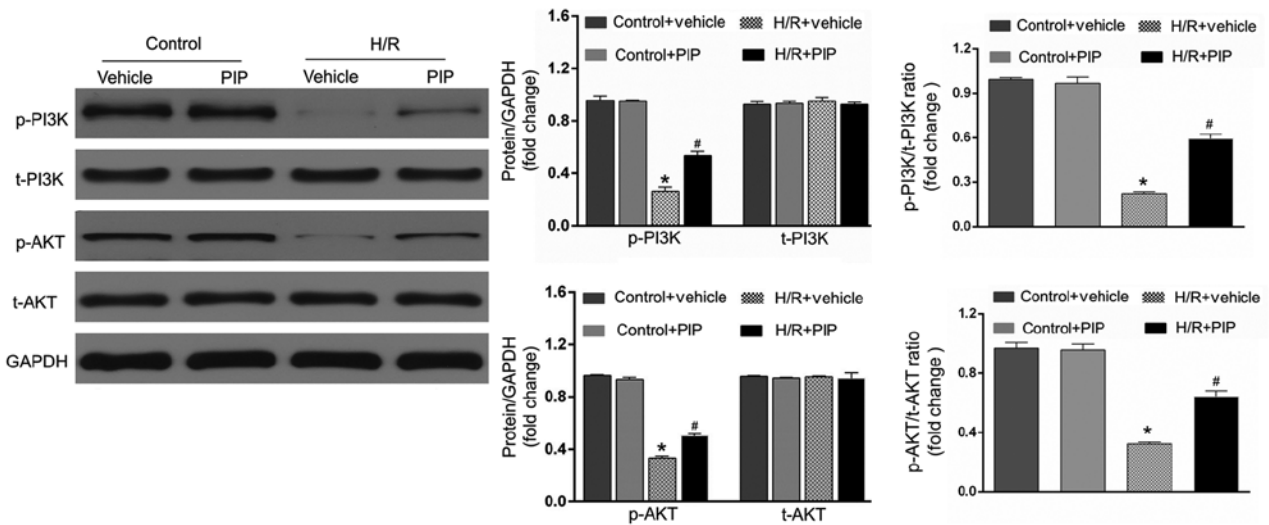 Control H/R
Vehicle PIP Vehicle PIP
p-PI3K
t-PI3K
p-AKT
t-AKT
GAPDH
Protein/GAPDH
(fold change)
1.6
1.2
0.8
0.4
0.0
Control+vehicle H/R+vehicle
Control+PIP H/R+PIP
* #
p-PI3K t-PI3K
p-PI3K/t-PI3K ratio
(fold change )
1.2
0.9
0.6
0.3
0.0
Control+vehicle H/R+vehicle
Control+PIP H/R+PIP
* #
Protein/GAPDH
(fold change)
1.6
1.2
0.8
0.4
0.0
Control+vehicle H/R+vehicle
Control+PIP H/R+PIP
* #
p-AKT t-AKT
p-AKT/t-AKT ratio
(fold change )
1.2
0.8
0.4
0.0
Control+vehicle H/R+vehicle
Control+PIP H/R+PIP
* #